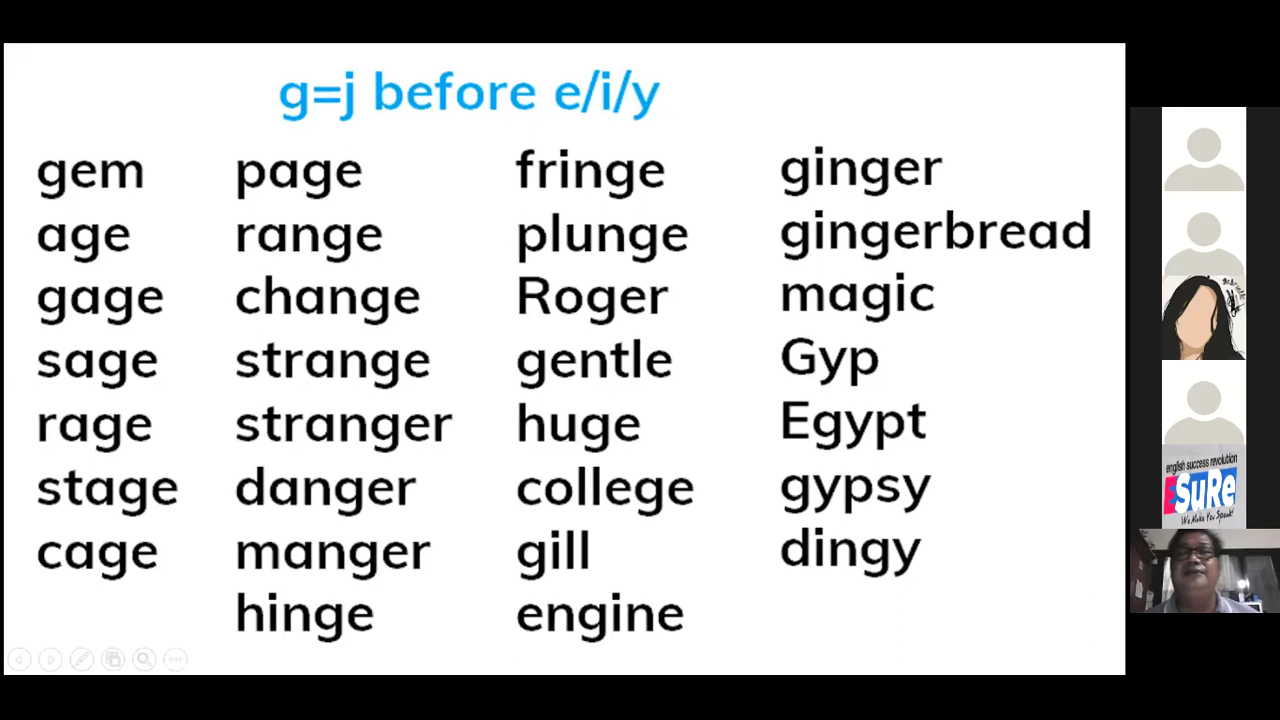 g=j before e/i/y
gem
age
gage
sage
rage
stage
cage
page
range
change
strange
stranger
danger
manger
hinge
fringe
plunge
Roger
gentle
huge
college
gill
engine
ginger
gingerbread
magic
Gyp
Egypt
gypsy
dingy
english success revolution
ESuRe
We Make You Speak!